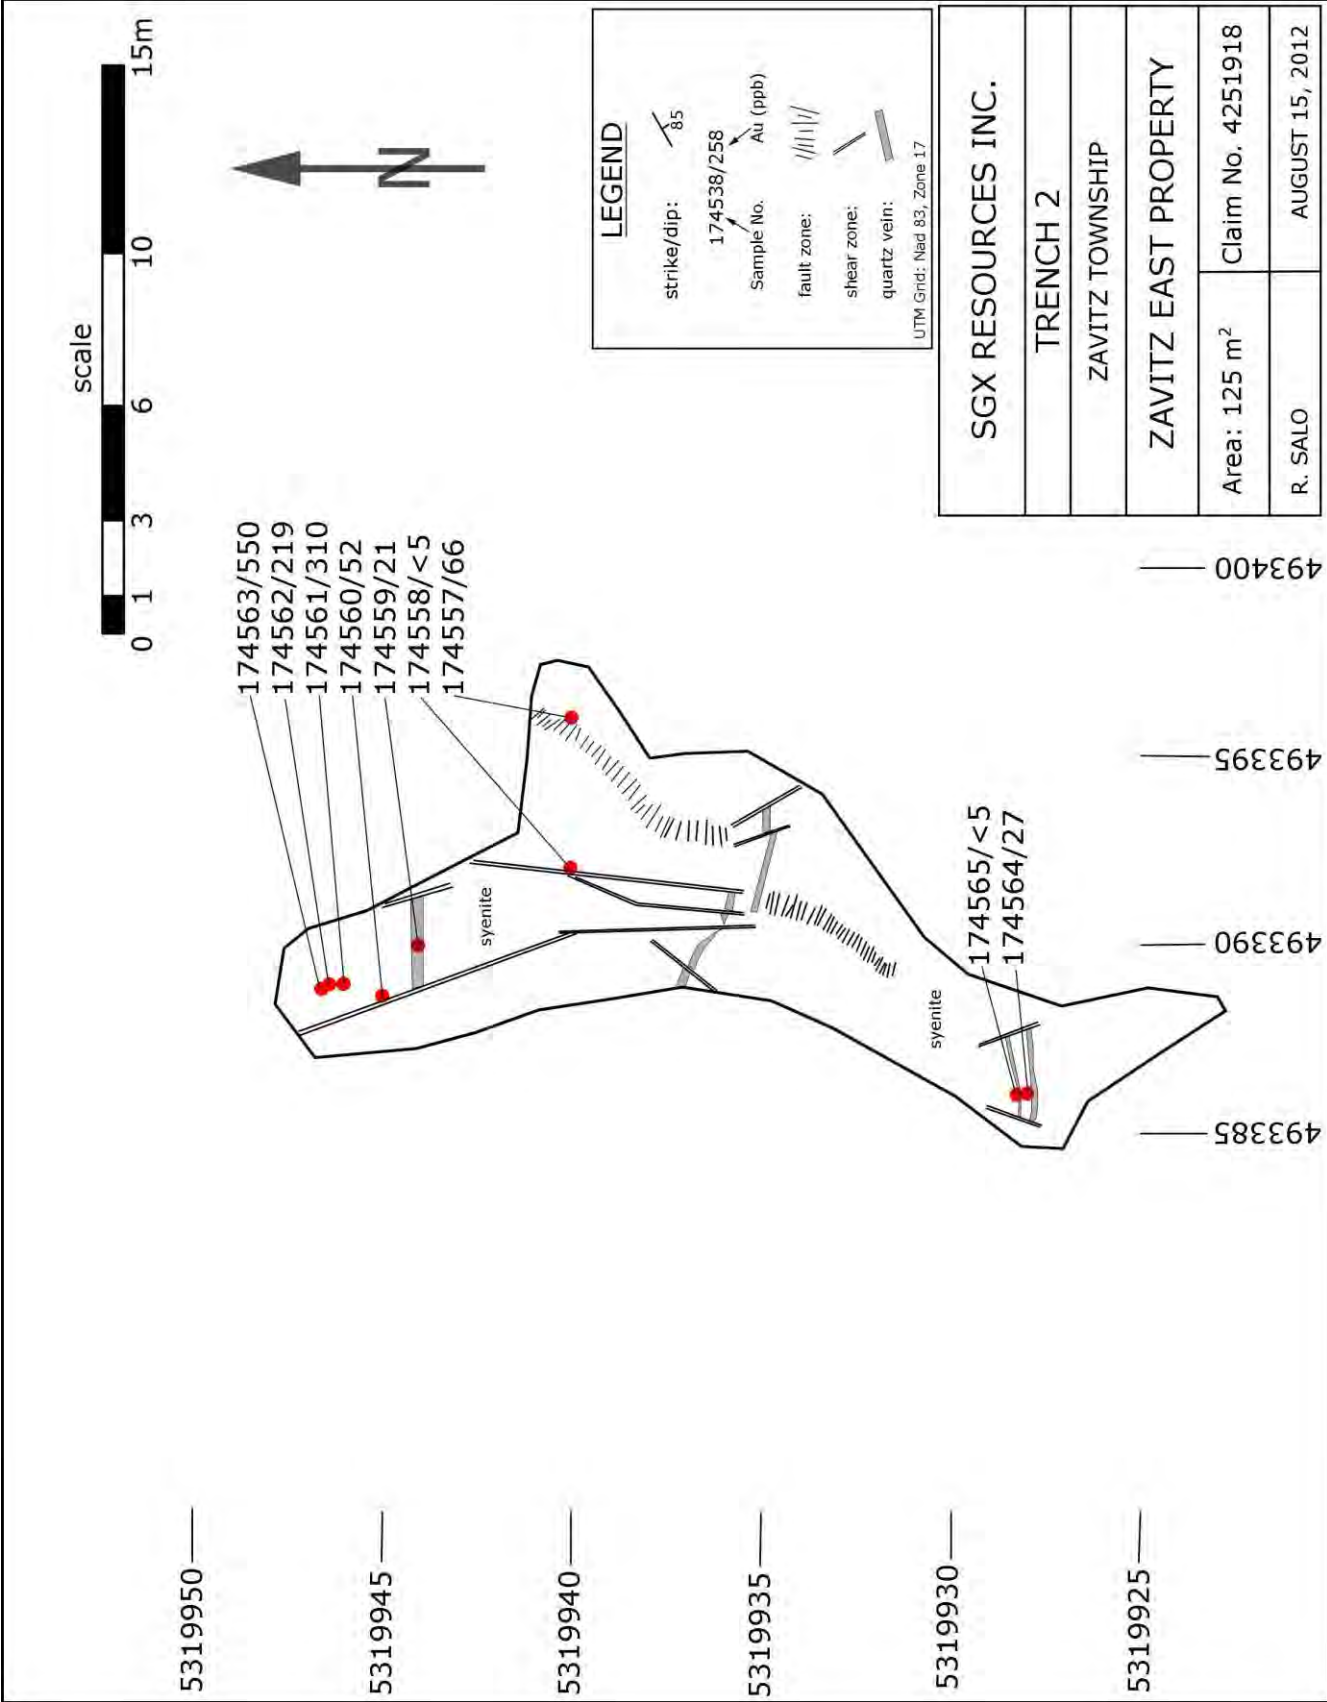 scale
0 1 3 6 10 15m
N
174563/550
174562/219
174561/310
174560/52
174559/21
174558/<5
174557/66
syenite
syenite
174565/<5
174564/27
5319950
5319945
5319940
5319935
5319930
5319925
493385
493390
493395
493400
LEGEND
strike/dip: 85
174538/258
Sample No. Au (ppb)
fault zone:
shear zone:
quartz vein:
UTM Grid: Nad 83, Zone 17
SGX RESOURCES INC.
TRENCH 2
ZAVITZ TOWNSHIP
ZAVITZ EAST PROPERTY
Area: 125 m² Claim No. 4251918
R. SALO AUGUST 15, 2012